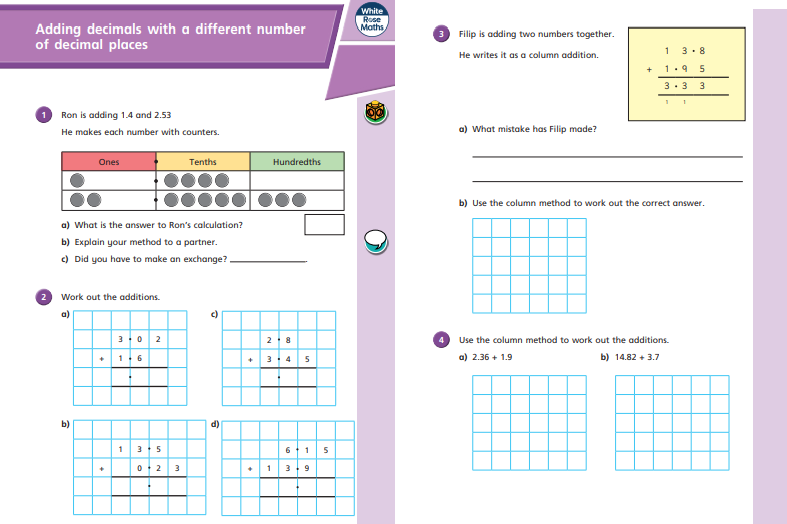 Adding decimals with a different number
of decimal places
White
Rose
Maths
1 Ron is adding 1.4 and 2.53
He makes each number with counters.
Ones Tenths Hundredths
a) What is the answer to Ron's calculation?
b) Explain your method to a partner.
c) Did you have to make an exchange?
2 Work out the additions.
a)
3 · 0 2
+ 1 · 6
·
c)
2 · 8
+ 3 · 4 5
·
b)
1 3 · 5
+ 0 · 2 3
·
d)
6 · 1 5
+ 1 3 · 9
·
3 Filip is adding two numbers together.
He writes it as a column addition.
1 3 · 8
+ 1 · 9 5
3 · 3 3
1 1
a) What mistake has Filip made?
b) Use the column method to work out the correct answer.
4 Use the column method to work out the additions.
a) 2.36 + 1.9 b) 14.82 + 3.7